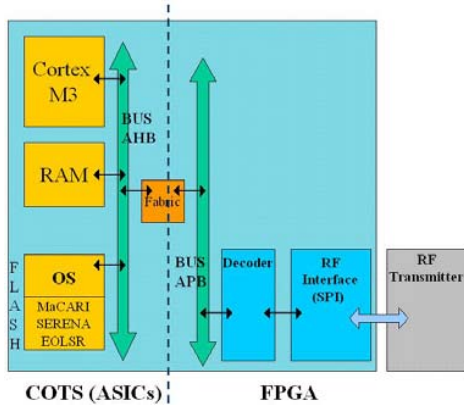 Cortex
M3
BUS
AHB
RAM
Fabric
FLASH
OS
MaCARI
SERENA
EOLSR
BUS
APB
Decoder
RF
Interface
(SPI)
RF
Transmitter
COTS (ASICs)
FPGA